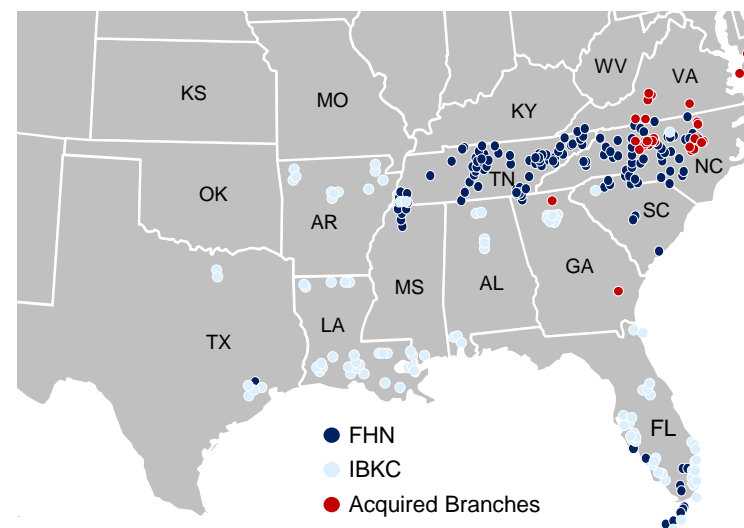 WV
VA
KS
MO
KY
NC
TN
OK
AR
SC
MS
AL
GA
LA
TX
FL
FHN
IBKC
Acquired Branches